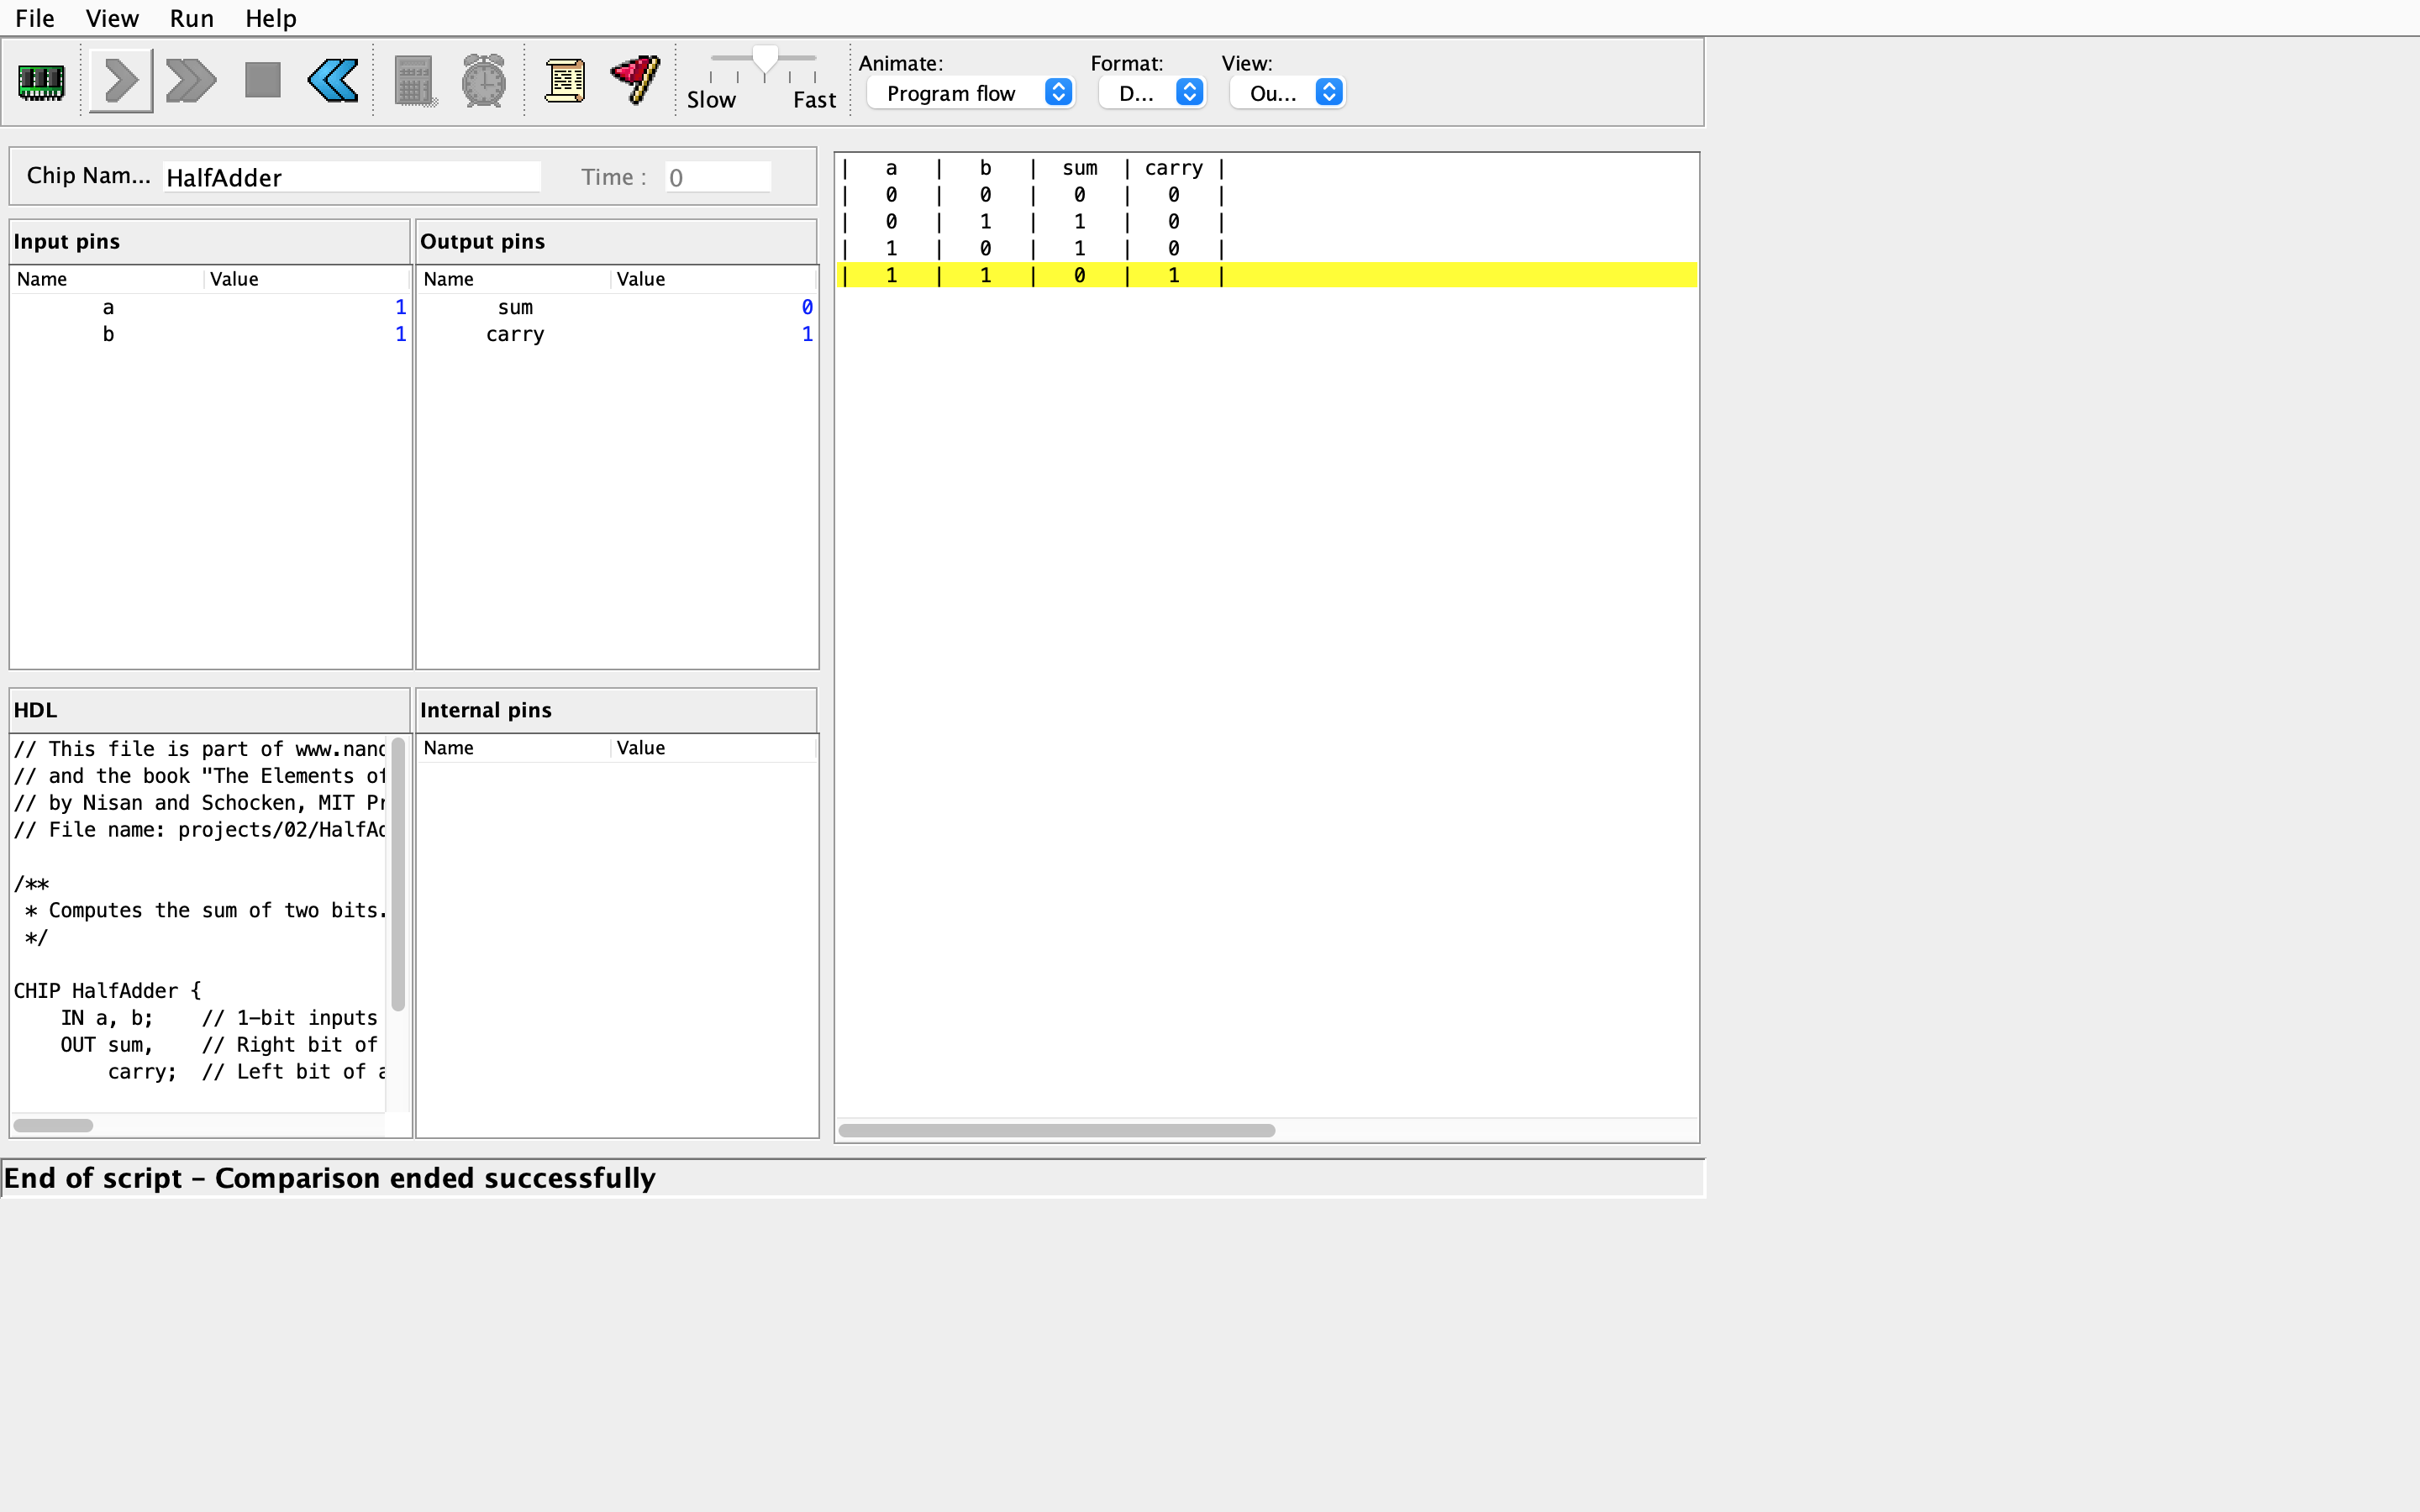 File View Run Help
Animate: Format: View:
Slow Fast Program flow D... Ou...
Chip Nam... HalfAdder Time : 0
Input pins Output pins
Name Value Name Value
a 1 sum 0
b 1 carry 1
| a | b | sum | carry |
| 0 | 0 | 0 | 0 |
| 0 | 1 | 1 | 0 |
| 1 | 0 | 1 | 0 |
| 1 | 1 | 0 | 1 |
HDL
// This file is part of www.nand
// and the book "The Elements of
// by Nisan and Schocken, MIT Pr
// File name: projects/02/HalfAd
/**
* Computes the sum of two bits.
*/
CHIP HalfAdder {
IN a, b; // 1-bit inputs
OUT sum, // Right bit of
carry; // Left bit of a
Internal pins
Name Value
End of script - Comparison ended successfully